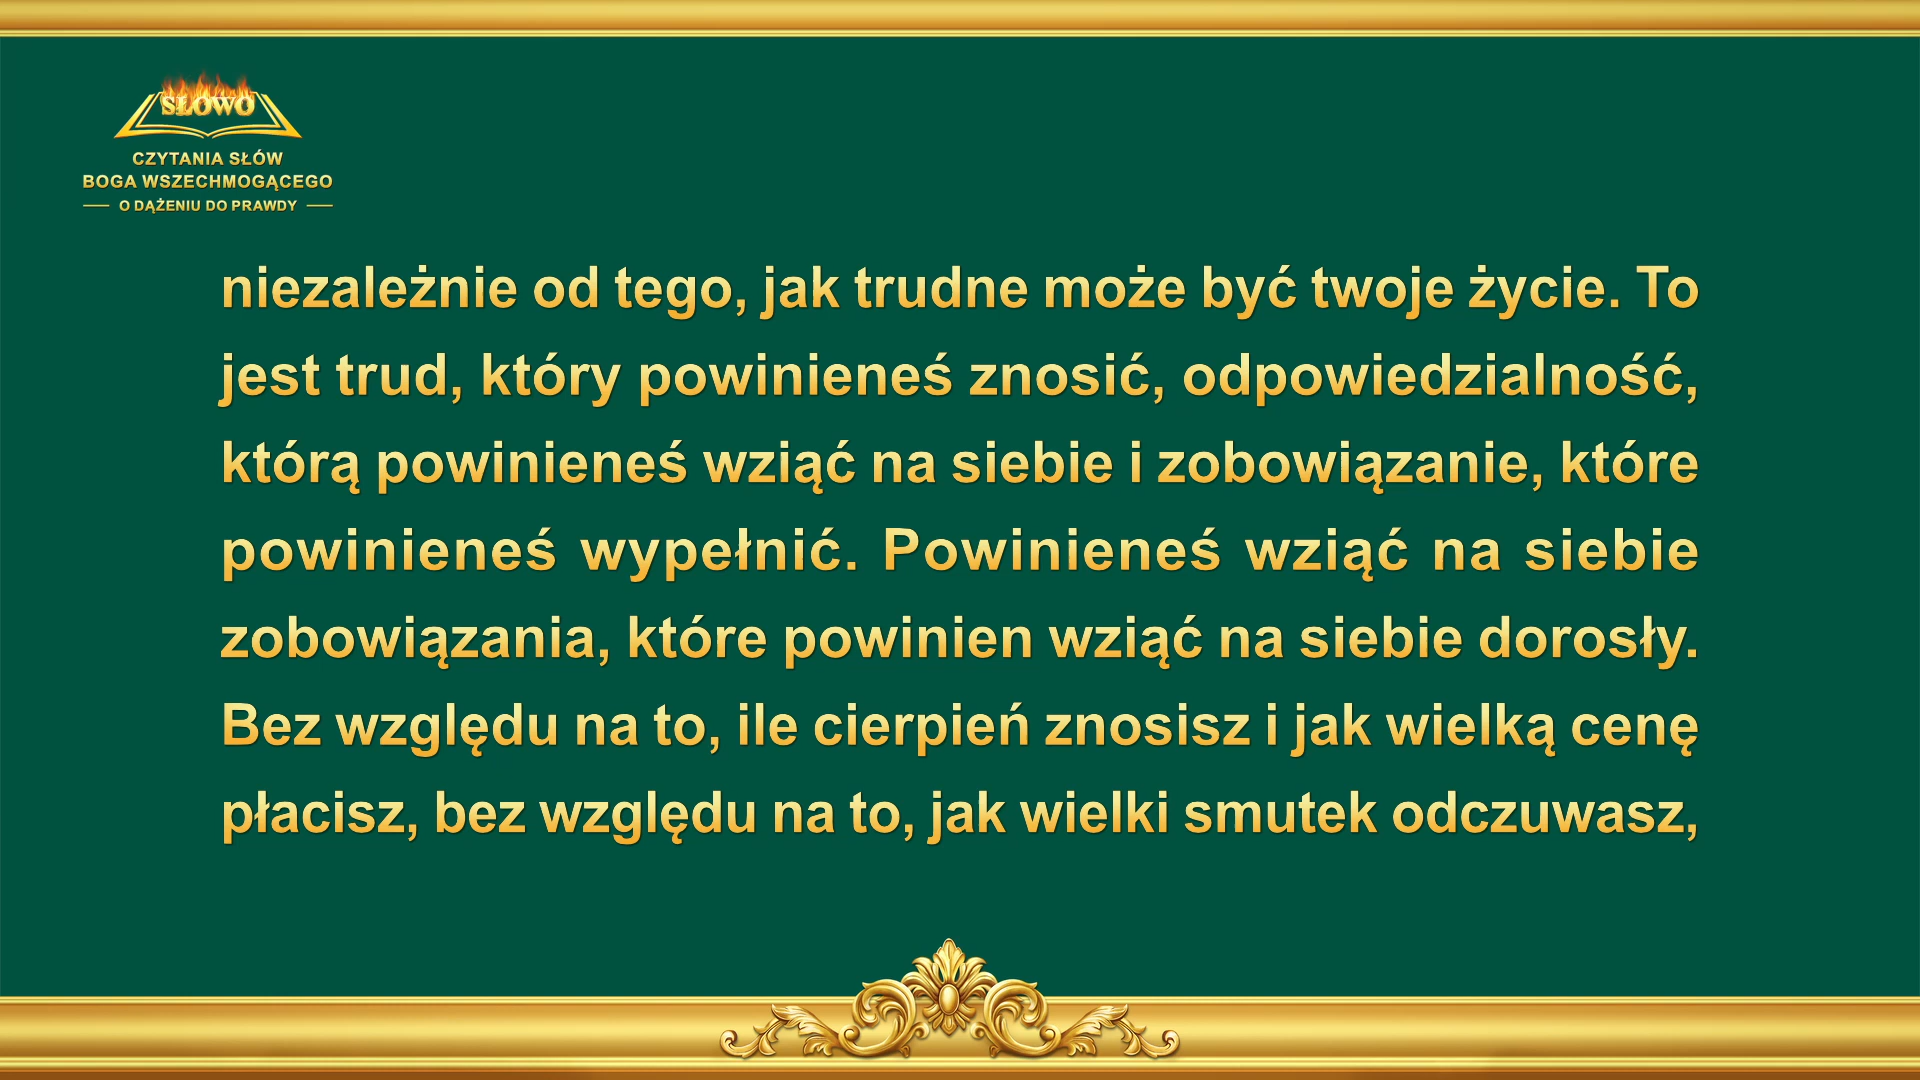 SŁOWO
CZYTANIA SŁÓW
BOGA WSZECHMOGĄCEGO
O DĄŻENIU DO PRAWDY
niezależnie od tego, jak trudne może być twoje życie. To
jest trud, który powinieneś znosić, odpowiedzialność,
którą powinieneś wziąć na siebie i zobowiązanie, które
powinieneś wypełnić. Powinieneś wziąć na siebie
zobowiązania, które powinien wziąć na siebie dorosły.
Bez względu na to, ile cierpień znosisz i jak wielką cenę
płacisz, bez względu na to, jak wielki smutek odczuwasz,